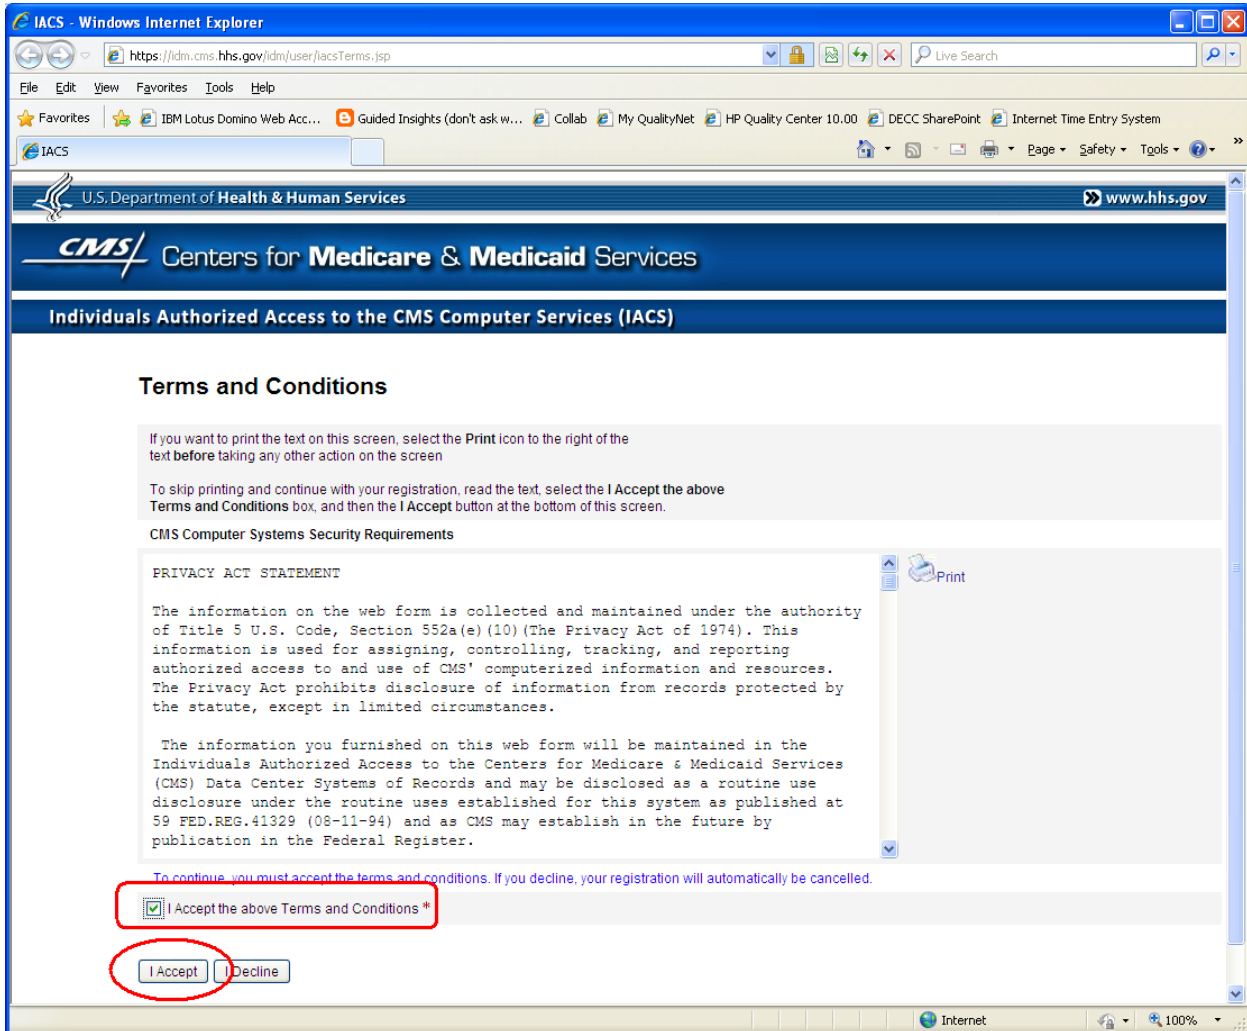 IACS - Windows Internet Explorer
https://idm.cms.hhs.gov/idm/user/iacsTerms.jsp
Live Search
File Edit View Favorites Tools Help
Favorites IBM Lotus Domino Web Acc... Guided Insights (don't ask w... Collab My QualityNet HP Quality Center 10.00 DECC SharePoint Internet Time Entry System
IACS Page Safety Tools »
U.S. Department of Health & Human Services www.hhs.gov
CMS Centers for Medicare & Medicaid Services
Individuals Authorized Access to the CMS Computer Services (IACS)
Terms and Conditions
If you want to print the text on this screen, select the Print icon to the right of the
text before taking any other action on the screen
To skip printing and continue with your registration, read the text, select the I Accept the above
Terms and Conditions box, and then the I Accept button at the bottom of this screen.
CMS Computer Systems Security Requirements
PRIVACY ACT STATEMENT
Print
The information on the web form is collected and maintained under the authority
of Title 5 U.S. Code, Section 552a(e)(10)(The Privacy Act of 1974). This
information is used for assigning, controlling, tracking, and reporting
authorized access to and use of CMS' computerized information and resources.
The Privacy Act prohibits disclosure of information from records protected by
the statute, except in limited circumstances.
The information you furnished on this web form will be maintained in the
Individuals Authorized Access to the Centers for Medicare & Medicaid Services
(CMS) Data Center Systems of Records and may be disclosed as a routine use
disclosure under the routine uses established for this system as published at
59 FED.REG.41329 (08-11-94) and as CMS may establish in the future by
publication in the Federal Register.
To continue, you must accept the terms and conditions. If you decline, your registration will automatically be cancelled.
I Accept the above Terms and Conditions *
I Accept I Decline
Internet 100%